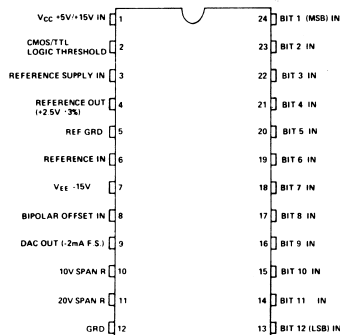 VCC +5V/+15V IN 1
CMOS/TTL
LOGIC THRESHOLD 2
REFERENCE SUPPLY IN 3
REFERENCE OUT
(+2.5V ·3%) 4
REF GRD 5
REFERENCE IN 6
VEE -15V 7
BIPOLAR OFFSET IN 8
DAC OUT (-2mA F.S.) 9
10V SPAN R 10
20V SPAN R 11
GRD 12
24 BIT 1 (MSB) IN
23 BIT 2 IN
22 BIT 3 IN
21 BIT 4 IN
20 BIT 5 IN
19 BIT 6 IN
18 BIT 7 IN
17 BIT 8 IN
16 BIT 9 IN
15 BIT 10 IN
14 BIT 11 IN
13 BIT 12 (LSB) IN